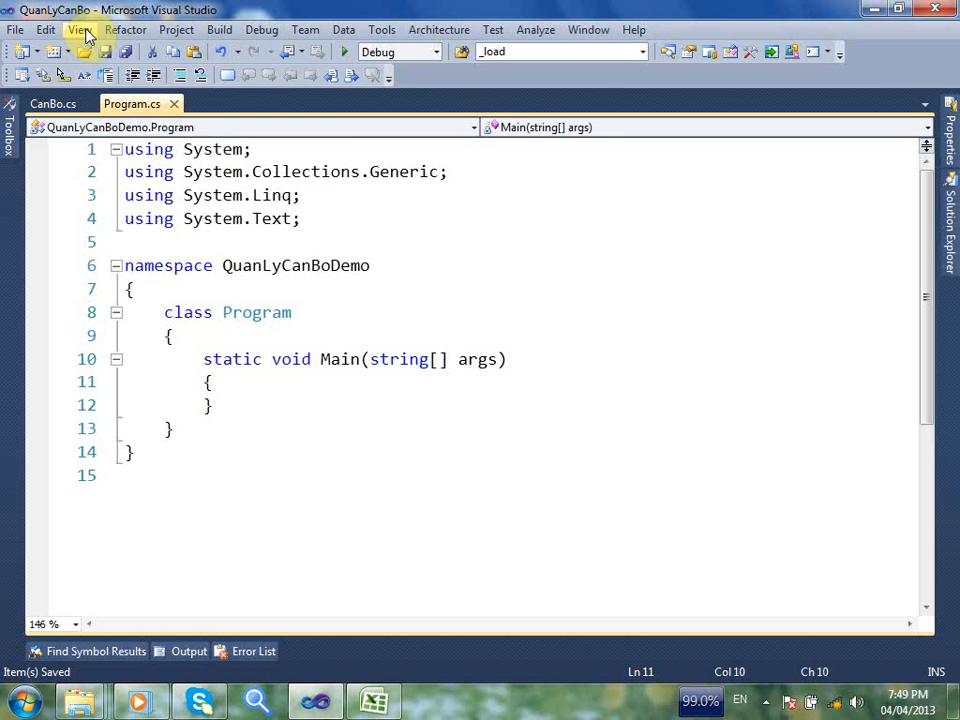 QuanLyCanBo - Microsoft Visual Studio
File Edit View Refactor Project Build Debug Team Data Tools Architecture Test Analyze Window Help
Debug _load
CanBo.cs Program.cs
QuanLyCanBoDemo.Program Main(string[] args)
Toolbox
Properties
Solution Explorer
1 using System;
2 using System.Collections.Generic;
3 using System.Linq;
4 using System.Text;
5
6 namespace QuanLyCanBoDemo
7 {
8 class Program
9 {
10 static void Main(string[] args)
11 {
12 }
13 }
14 }
15
146 %
Find Symbol Results Output Error List
Item(s) Saved Ln 11 Col 10 Ch 10 INS
99.0% EN 7:49 PM
04/04/2013